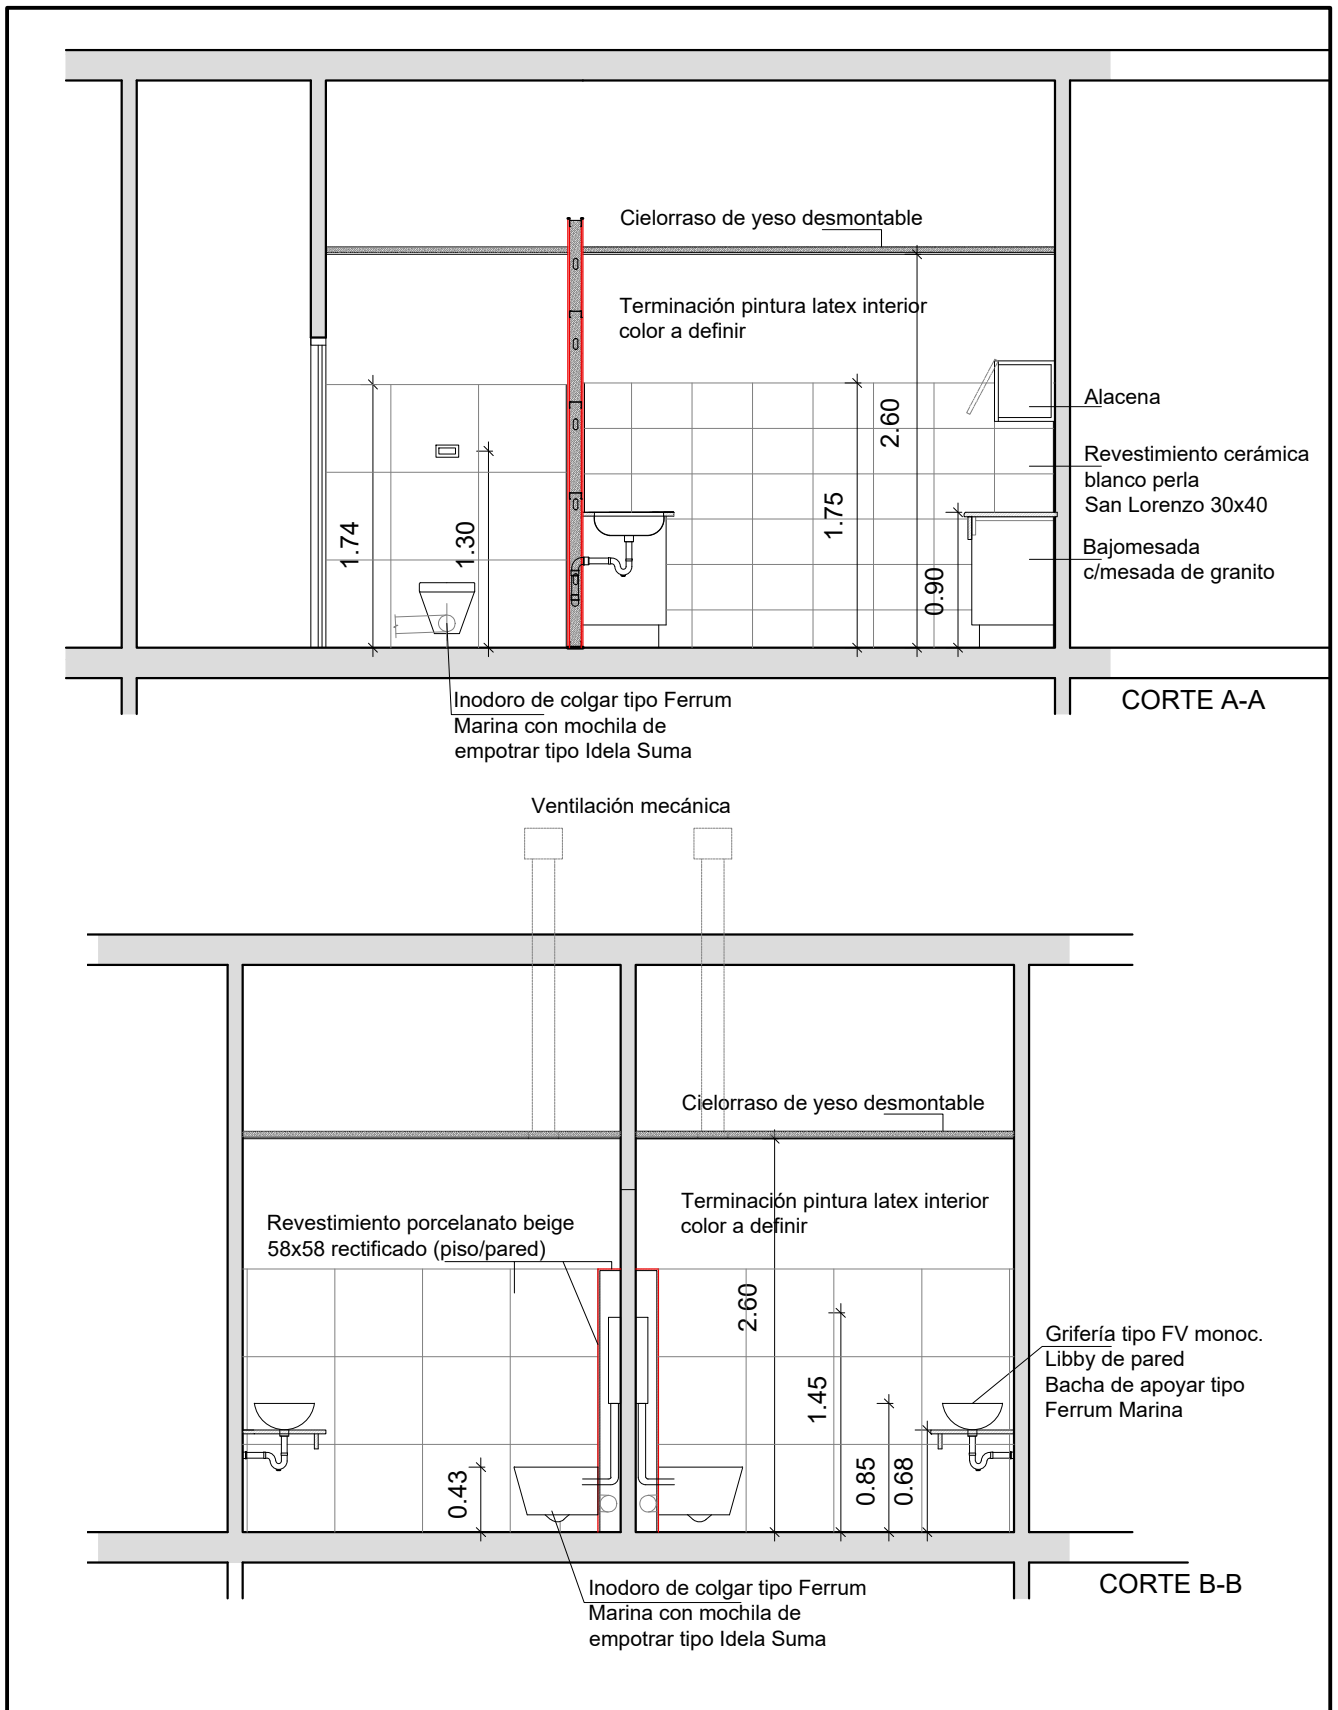 Cielorraso de yeso desmontable
Terminación pintura latex interior
color a definir
2.60
Alacena
Revestimiento cerámica
blanco perla
San Lorenzo 30x40
1.74
1.30
1.75
0.90
Bajomesada
c/mesada de granito
Inodoro de colgar tipo Ferrum
Marina con mochila de
empotrar tipo Idela Suma
CORTE A-A
Ventilación mecánica
Cielorraso de yeso desmontable
Terminación pintura latex interior
color a definir
Revestimiento porcelanato beige
58x58 rectificado (piso/pared)
2.60
1.45
0.85
0.68
0.43
Grifería tipo FV monoc.
Libby de pared
Bacha de apoyar tipo
Ferrum Marina
Inodoro de colgar tipo Ferrum
Marina con mochila de
empotrar tipo Idela Suma
CORTE B-B